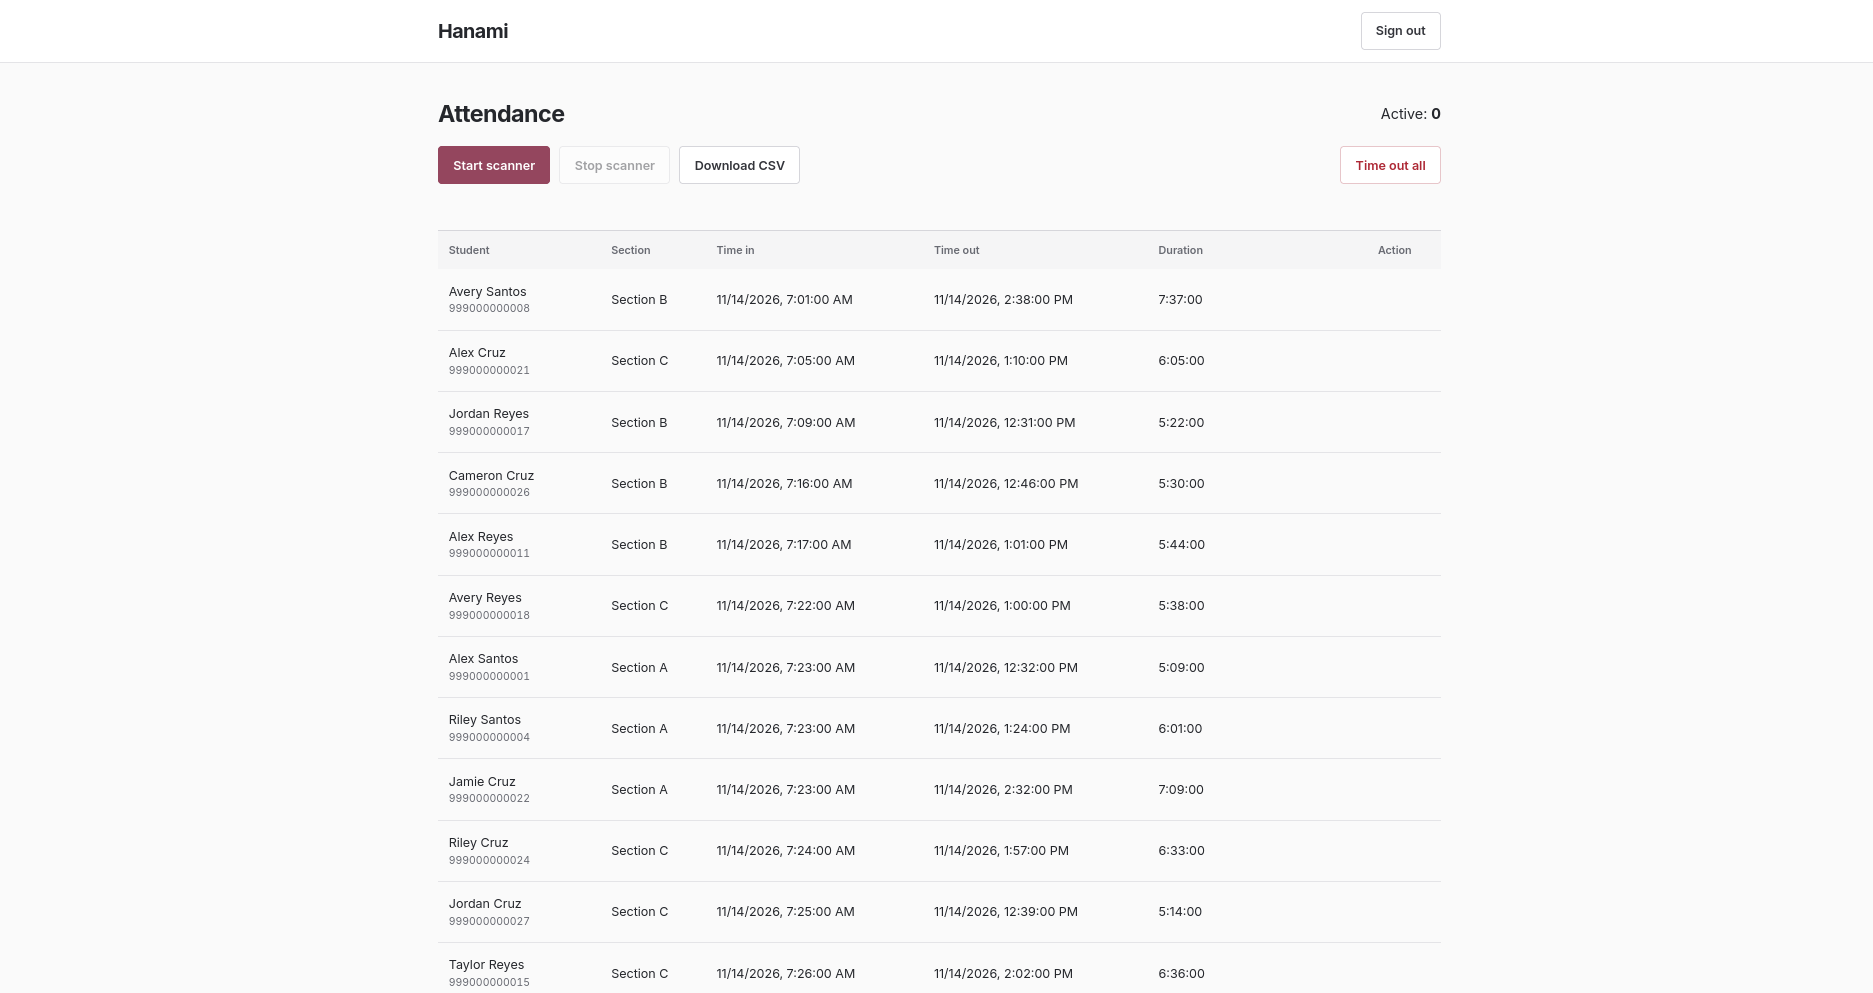 Hanami
Sign out
Attendance
Active: 0
Start scanner
Stop scanner
Download CSV
Time out all
Student Section Time in Time out Duration Action
Avery Santos
999000000008
Section B 11/14/2026, 7:01:00 AM 11/14/2026, 2:38:00 PM 7:37:00
Alex Cruz
999000000021
Section C 11/14/2026, 7:05:00 AM 11/14/2026, 1:10:00 PM 6:05:00
Jordan Reyes
999000000017
Section B 11/14/2026, 7:09:00 AM 11/14/2026, 12:31:00 PM 5:22:00
Cameron Cruz
999000000026
Section B 11/14/2026, 7:16:00 AM 11/14/2026, 12:46:00 PM 5:30:00
Alex Reyes
999000000011
Section B 11/14/2026, 7:17:00 AM 11/14/2026, 1:01:00 PM 5:44:00
Avery Reyes
999000000018
Section C 11/14/2026, 7:22:00 AM 11/14/2026, 1:00:00 PM 5:38:00
Alex Santos
999000000001
Section A 11/14/2026, 7:23:00 AM 11/14/2026, 12:32:00 PM 5:09:00
Riley Santos
999000000004
Section A 11/14/2026, 7:23:00 AM 11/14/2026, 1:24:00 PM 6:01:00
Jamie Cruz
999000000022
Section A 11/14/2026, 7:23:00 AM 11/14/2026, 2:32:00 PM 7:09:00
Riley Cruz
999000000024
Section C 11/14/2026, 7:24:00 AM 11/14/2026, 1:57:00 PM 6:33:00
Jordan Cruz
999000000027
Section C 11/14/2026, 7:25:00 AM 11/14/2026, 12:39:00 PM 5:14:00
Taylor Reyes
999000000015
Section C 11/14/2026, 7:26:00 AM 11/14/2026, 2:02:00 PM 6:36:00